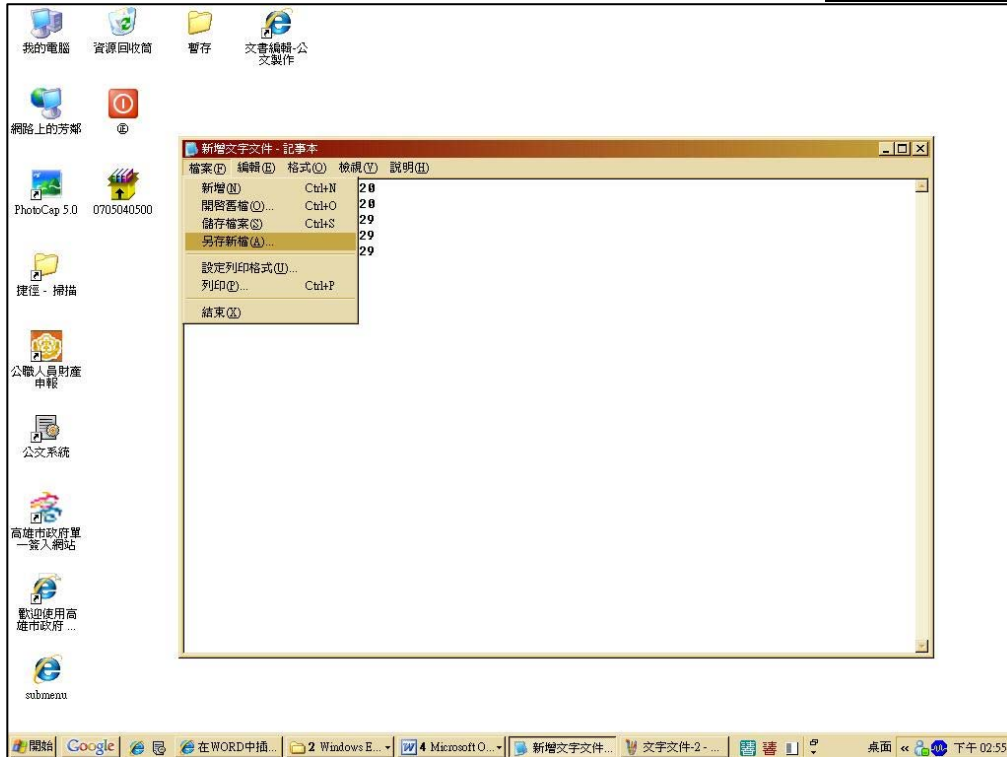 我的電腦
資源回收筒
暫存
文書編輯-公
文製作
網路上的芳鄰
㊣
PhotoCap 5.0
0705040500
捷徑 - 掃描
公職人員財產
申報
公文系統
高雄市政府單
一簽入網站
歡迎使用高
雄市政府 ...
submenu
新增文字文件 - 記事本
檔案(F) 編輯(E) 格式(O) 檢視(V) 說明(H)
新增(N) Ctrl+N
開啓舊檔(O)... Ctrl+O
儲存檔案(S) Ctrl+S
另存新檔(A)...
設定列印格式(U)...
列印(P)... Ctrl+P
結束(X)
20
20
29
29
29
開始 Google 在WORD中插... 2 Windows E... 4 Microsoft O... 新增文字文件... 文字文件-2 - ... 桌面 « 下午 02:55